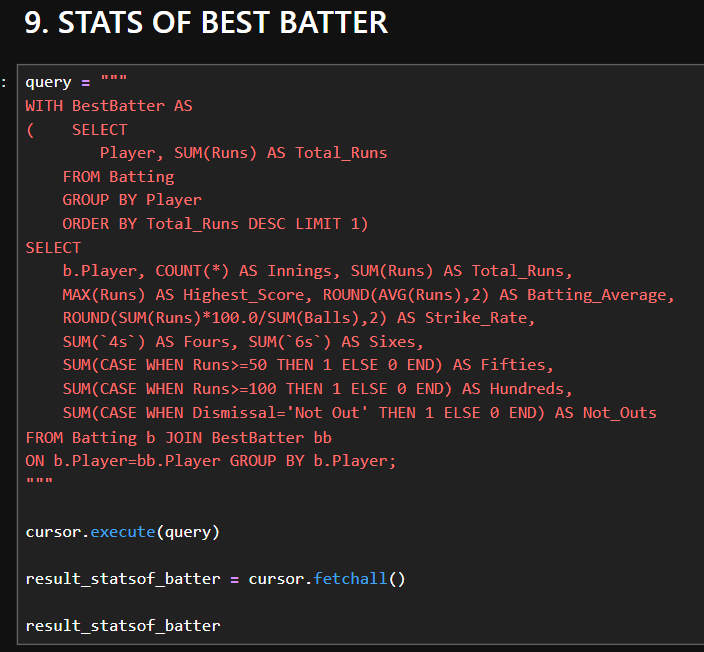 9. STATS OF BEST BATTER
:
query = """
WITH BestBatter AS
(    SELECT
        Player, SUM(Runs) AS Total_Runs
    FROM Batting
    GROUP BY Player
    ORDER BY Total_Runs DESC LIMIT 1)
SELECT
    b.Player, COUNT(*) AS Innings, SUM(Runs) AS Total_Runs,
    MAX(Runs) AS Highest_Score, ROUND(AVG(Runs),2) AS Batting_Average,
    ROUND(SUM(Runs)*100.0/SUM(Balls),2) AS Strike_Rate,
    SUM(`4s`) AS Fours, SUM(`6s`) AS Sixes,
    SUM(CASE WHEN Runs>=50 THEN 1 ELSE 0 END) AS Fifties,
    SUM(CASE WHEN Runs>=100 THEN 1 ELSE 0 END) AS Hundreds,
    SUM(CASE WHEN Dismissal='Not Out' THEN 1 ELSE 0 END) AS Not_Outs
FROM Batting b JOIN BestBatter bb
ON b.Player=bb.Player GROUP BY b.Player;
"""
cursor.execute(query)
result_statsof_batter = cursor.fetchall()
result_statsof_batter